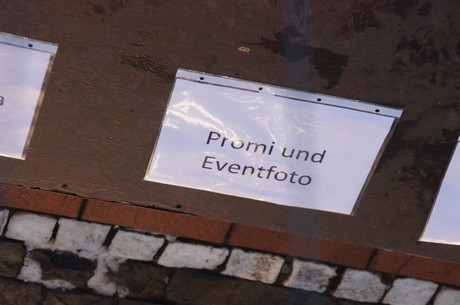 a
Promi und
Eventfoto